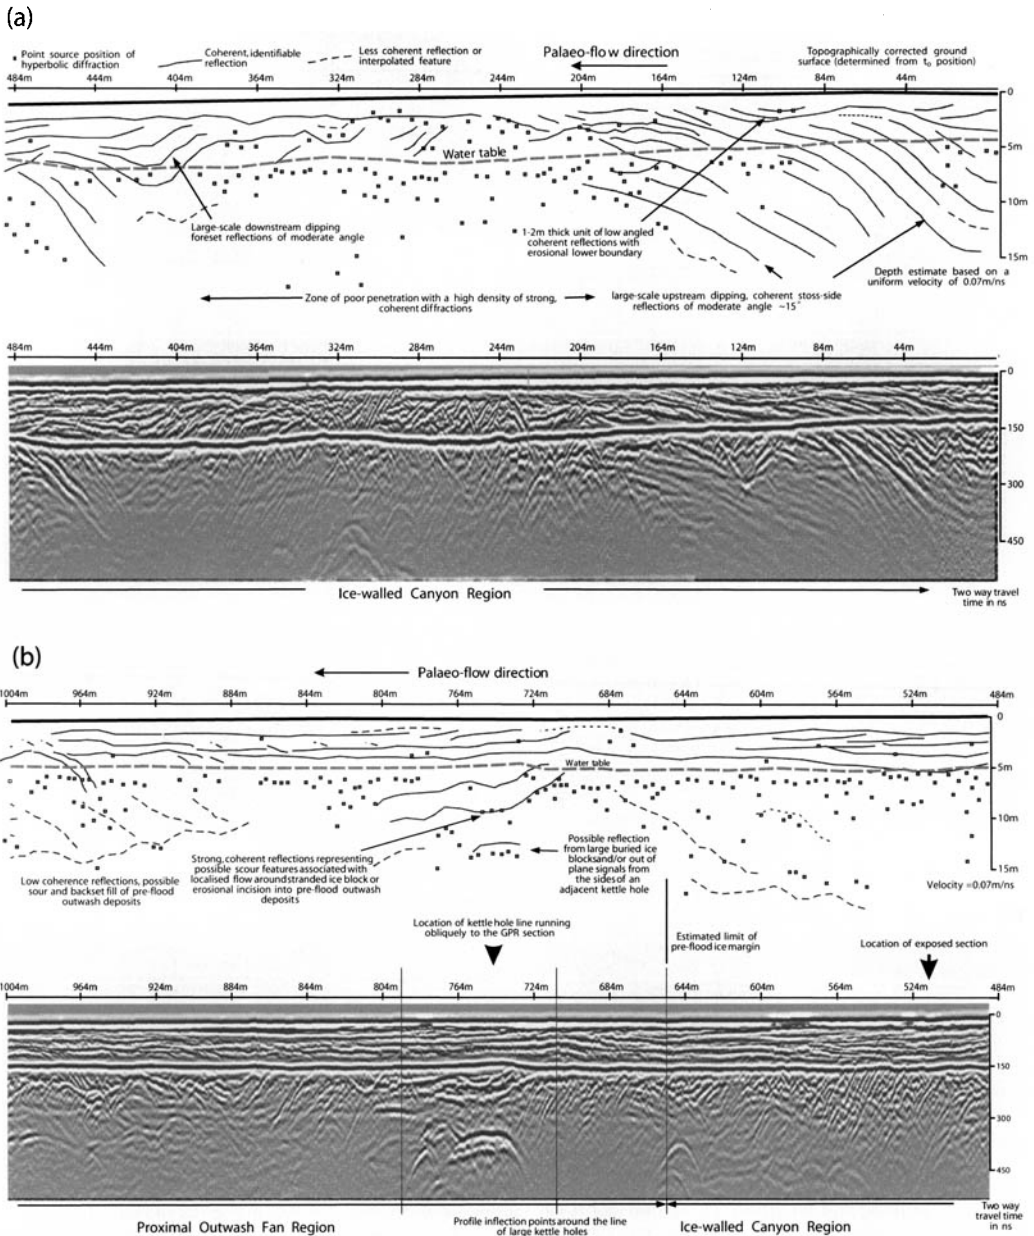 (a)
Point source position of
hyperbolic diffraction
Coherent, identifiable
reflection
Less coherent reflection or
interpolated feature
Palaeo-flow direction
Topographically corrected ground
surface (determined from t0 position)
484m 444m 404m 364m 324m 284m 244m 204m 164m 124m 84m 44m
0
Water table
5m
10m
Large-scale downstream dipping
foreset reflections of moderate angle
1-2m thick unit of low angled
coherent reflections with
erosional lower boundary
15m
Depth estimate based on a
uniform velocity of 0.07m/ns
Zone of poor penetration with a high density of strong,
coherent diffractions
large-scale upstream dipping, coherent stoss-side
reflections of moderate angle ~15°
484m 444m 404m 364m 324m 284m 244m 204m 164m 124m 84m 44m
0
150
300
450
Ice-walled Canyon Region
Two way travel
time in ns
(b)
Palaeo-flow direction
1004m 964m 924m 884m 844m 804m 764m 724m 684m 644m 604m 564m 524m 484m
0
Water table
5m
10m
15m
Low coherence reflections, possible
sour and backset fill of pre-flood
outwash deposits
Strong, coherent reflections representing
possible scour features associated with
localised flow around stranded ice block or
erosional incision into pre-flood outwash
deposits
Possible reflection
from large buried ice
blocksand/or out of
plane signals from
the sides of an
adjacent kettle hole
Velocity =0.07m/ns
Location of kettle hole line running
obliquely to the GPR section
Estimated limit of
pre-flood ice margin
Location of exposed section
1004m 964m 924m 884m 844m 804m 764m 724m 684m 644m 604m 564m 524m 484m
0
150
300
450
Proximal Outwash Fan Region
Profile inflection points around the line
of large kettle holes
Ice-walled Canyon Region
Two way
travel time
in ns